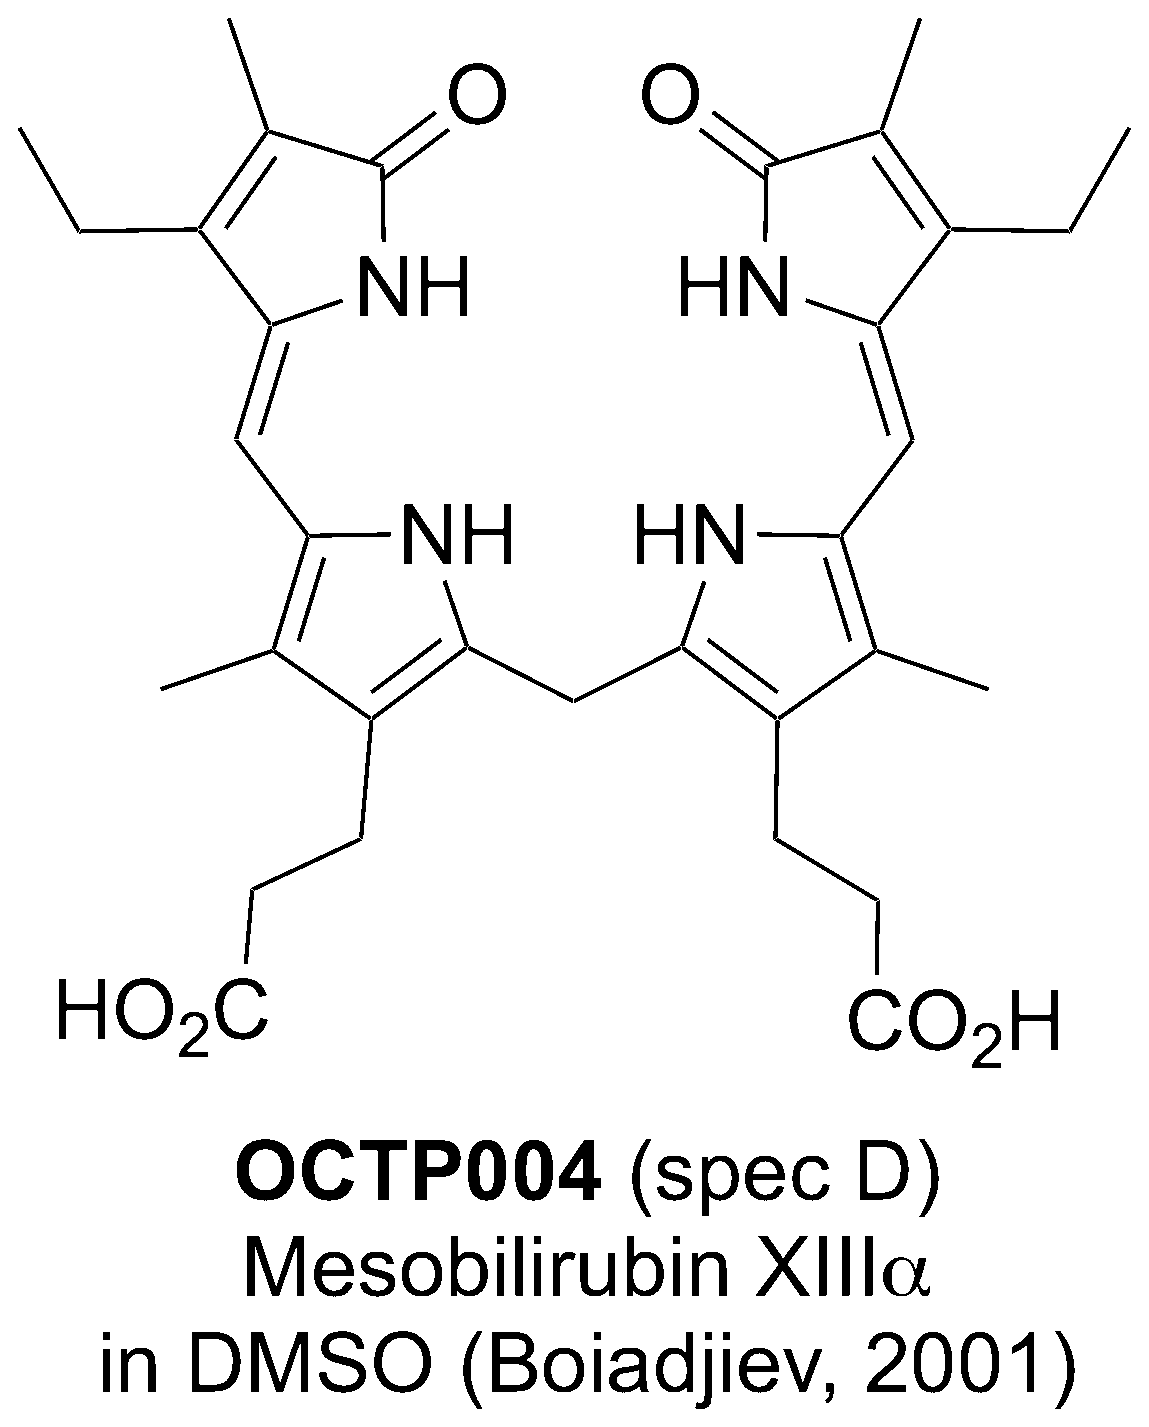 O O
NH HN
NH HN
HO₂C CO₂H
OCTP004 (spec D)
Mesobilirubin XIIIα
in DMSO (Boiadjiev, 2001)